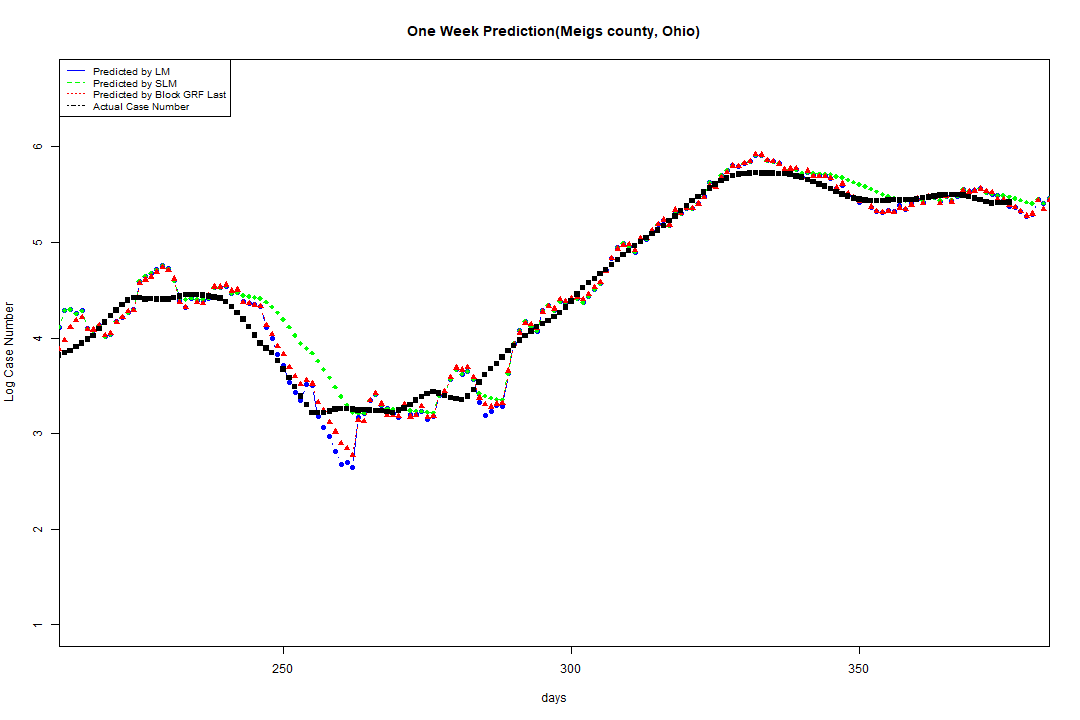 One Week Prediction(Meigs county, Ohio)
Predicted by LM
Predicted by SLM
Predicted by Block GRF Last
Actual Case Number
6
5
4
3
2
1
Log Case Number
250 300 350
days